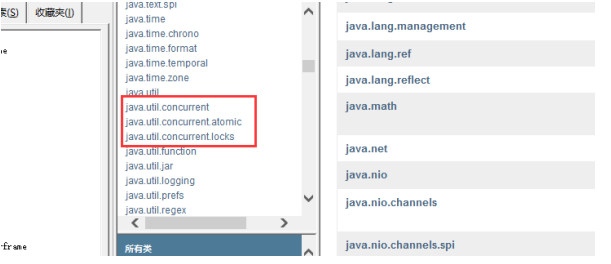 (S)
收藏夹(I)
frame
java.text.spi
java.time
java.time.chrono
java.time.format
java.time.temporal
java.time.zone
java.util
java.util.concurrent
java.util.concurrent.atomic
java.util.concurrent.locks
java.util.function
java.util.jar
java.util.logging
java.util.prefs
java.util.regex
所有类
java.lang.management
java.lang.ref
java.lang.reflect
java.math
java.net
java.nio
java.nio.channels
java.nio.channels.spi